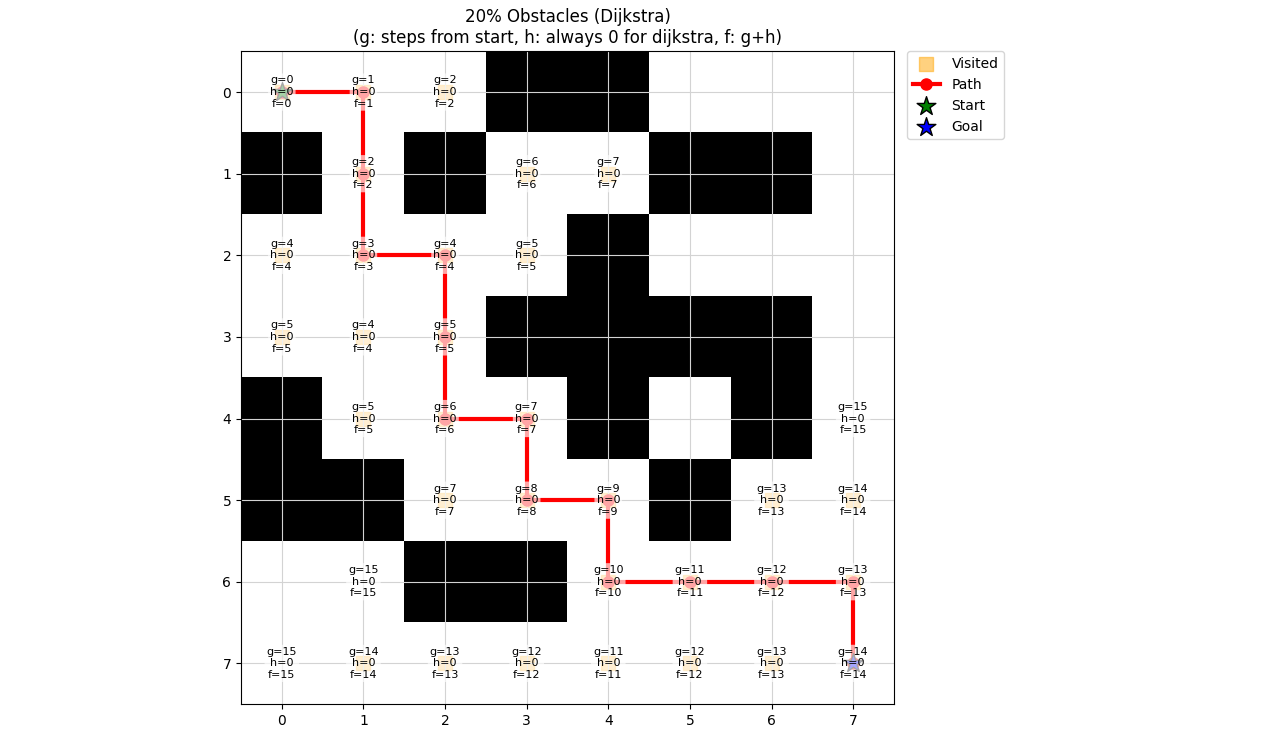 20% Obstacles (Dijkstra)
(g: steps from start, h: always 0 for dijkstra, f: g+h)
Visited
Path
Start
Goal
0
g=0 g=1 g=2
h=0 h=0 h=0
f=0 f=1 f=2
1
g=2 g=6 g=7
h=0 h=0 h=0
f=2 f=6 f=7
2
g=4 g=3 g=4 g=5
h=0 h=0 h=0 h=0
f=4 f=3 f=4 f=5
3
g=5 g=4 g=5
h=0 h=0 h=0
f=5 f=4 f=5
4
g=5 g=6 g=7 g=15
h=0 h=0 h=0 h=0
f=5 f=6 f=7 f=15
5
g=7 g=8 g=9 g=13 g=14
h=0 h=0 h=0 h=0 h=0
f=7 f=8 f=9 f=13 f=14
6
g=15 g=10 g=11 g=12 g=13
h=0 h=0 h=0 h=0 h=0
f=15 f=10 f=11 f=12 f=13
7
g=15 g=14 g=13 g=12 g=11 g=12 g=13 g=14
h=0 h=0 h=0 h=0 h=0 h=0 h=0 h=0
f=15 f=14 f=13 f=12 f=11 f=12 f=13 f=14
0 1 2 3 4 5 6 7